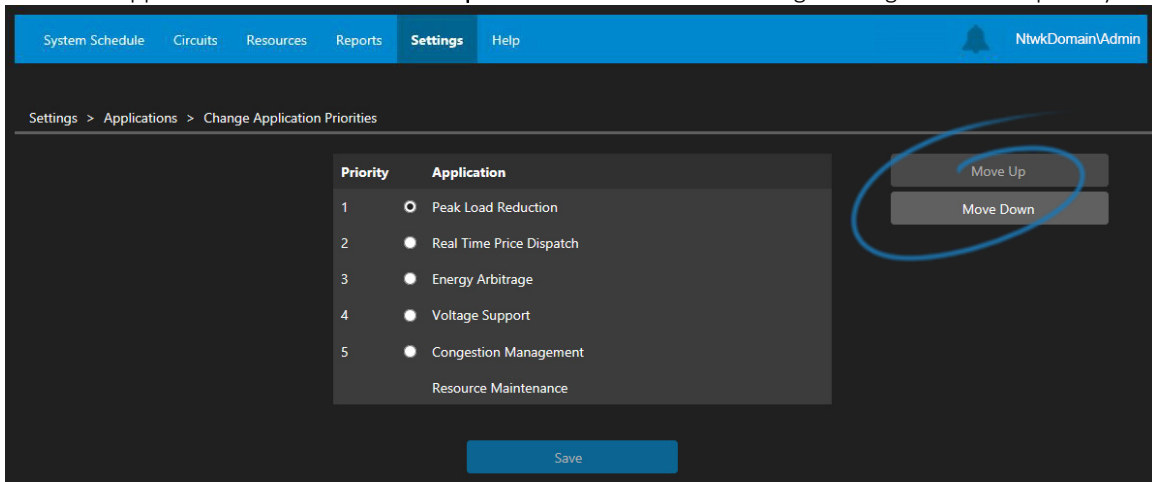 System Schedule Circuits Resources Reports Settings Help NtwkDomain\Admin
Settings > Applications > Change Application Priorities
Priority Application
1 Peak Load Reduction
2 Real Time Price Dispatch
3 Energy Arbitrage
4 Voltage Support
5 Congestion Management
Resource Maintenance
Move Up
Move Down
Save